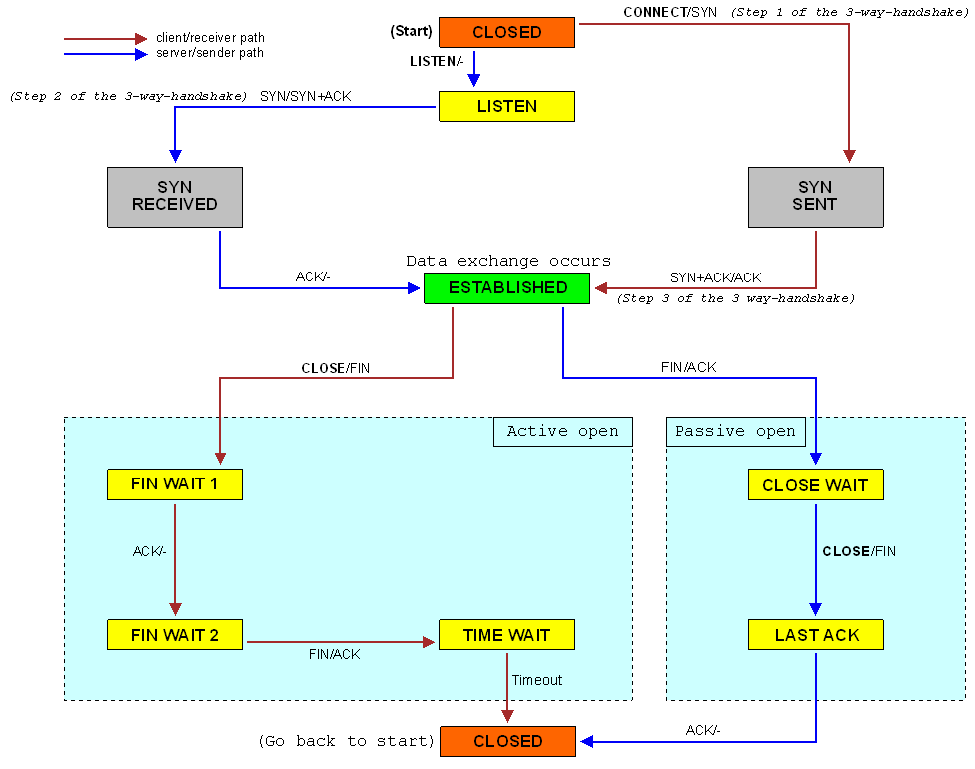 CONNECT/SYN (Step 1 of the 3-way-handshake)
(Start) CLOSED
client/receiver path
server/sender path
LISTEN/-
(Step 2 of the 3-way-handshake) SYN/SYN+ACK
LISTEN
SYN
RECEIVED
SYN
SENT
Data exchange occurs
ACK/-
ESTABLISHED
SYN+ACK/ACK
(Step 3 of the 3 way-handshake)
CLOSE/FIN
FIN/ACK
Active open
Passive open
FIN WAIT 1
CLOSE WAIT
ACK/-
CLOSE/FIN
FIN WAIT 2
TIME WAIT
LAST ACK
FIN/ACK
Timeout
ACK/-
(Go back to start) CLOSED